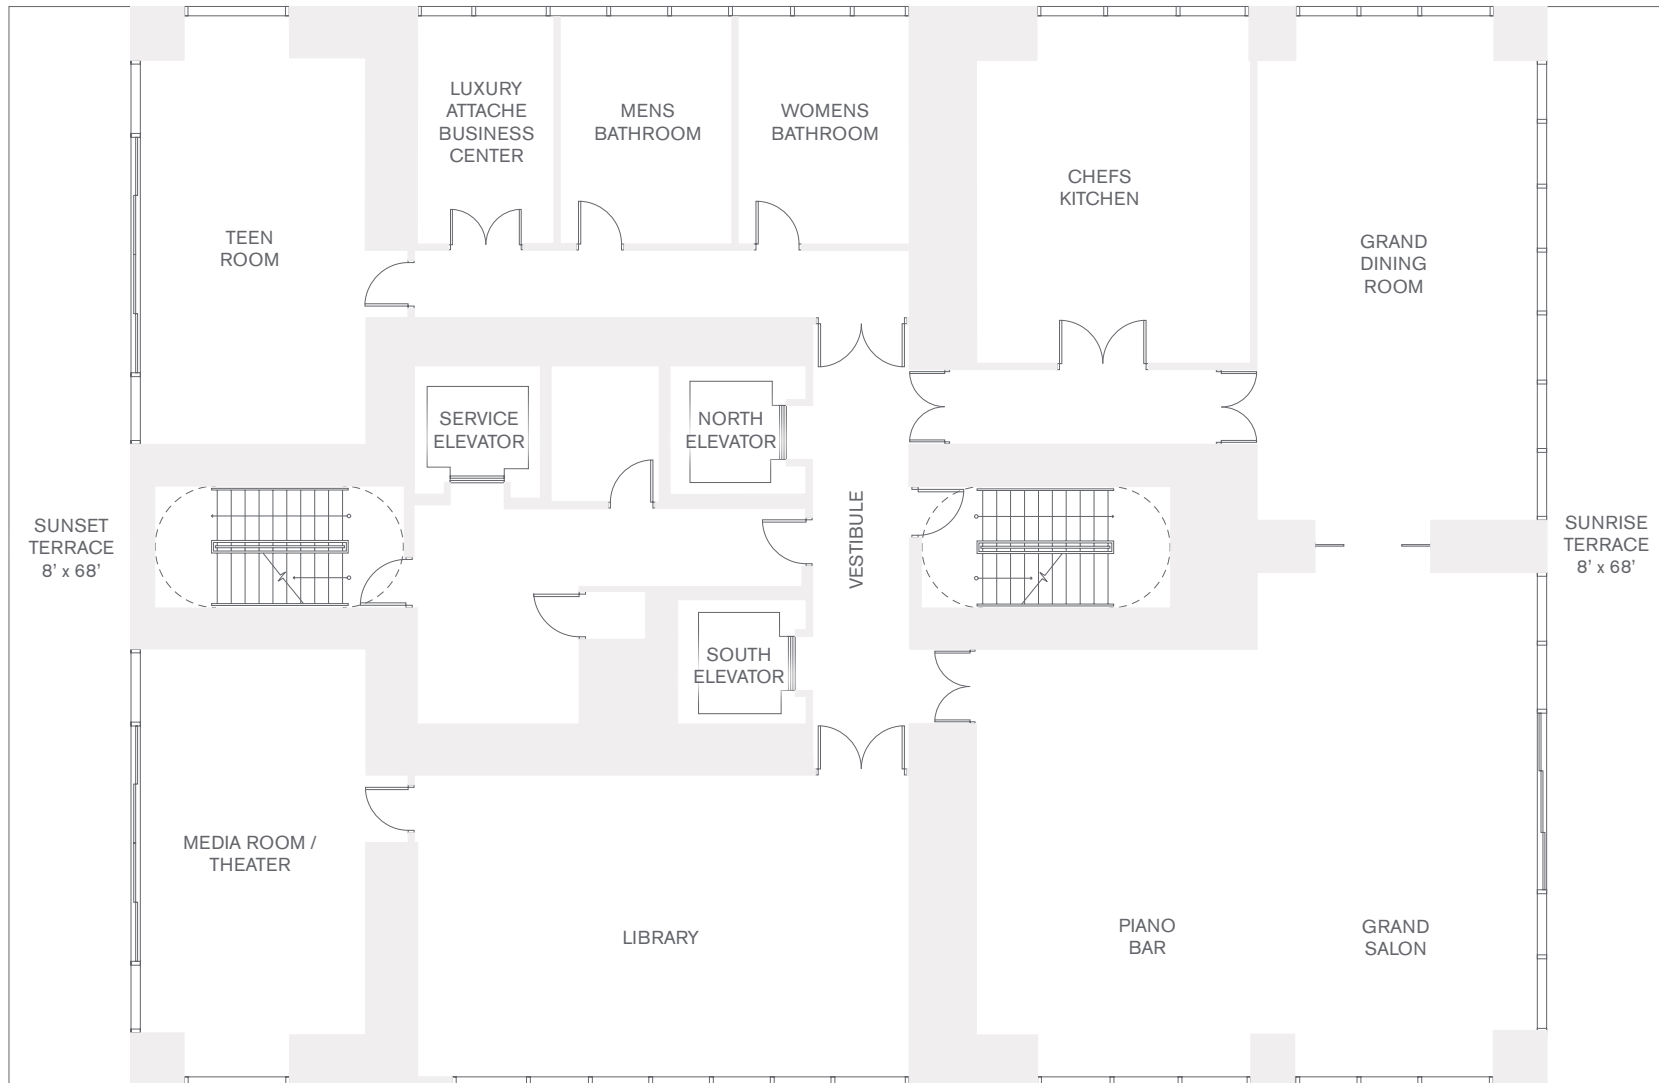 LUXURY
ATTACHE
BUSINESS
CENTER
MENS
BATHROOM
WOMENS
BATHROOM
CHEFS
KITCHEN
TEEN
ROOM
GRAND
DINING
ROOM
SERVICE
ELEVATOR
NORTH
ELEVATOR
VESTIBULE
SUNSET
TERRACE
8’ x 68’
SUNRISE
TERRACE
8’ x 68’
SOUTH
ELEVATOR
MEDIA ROOM /
THEATER
LIBRARY
PIANO
BAR
GRAND
SALON